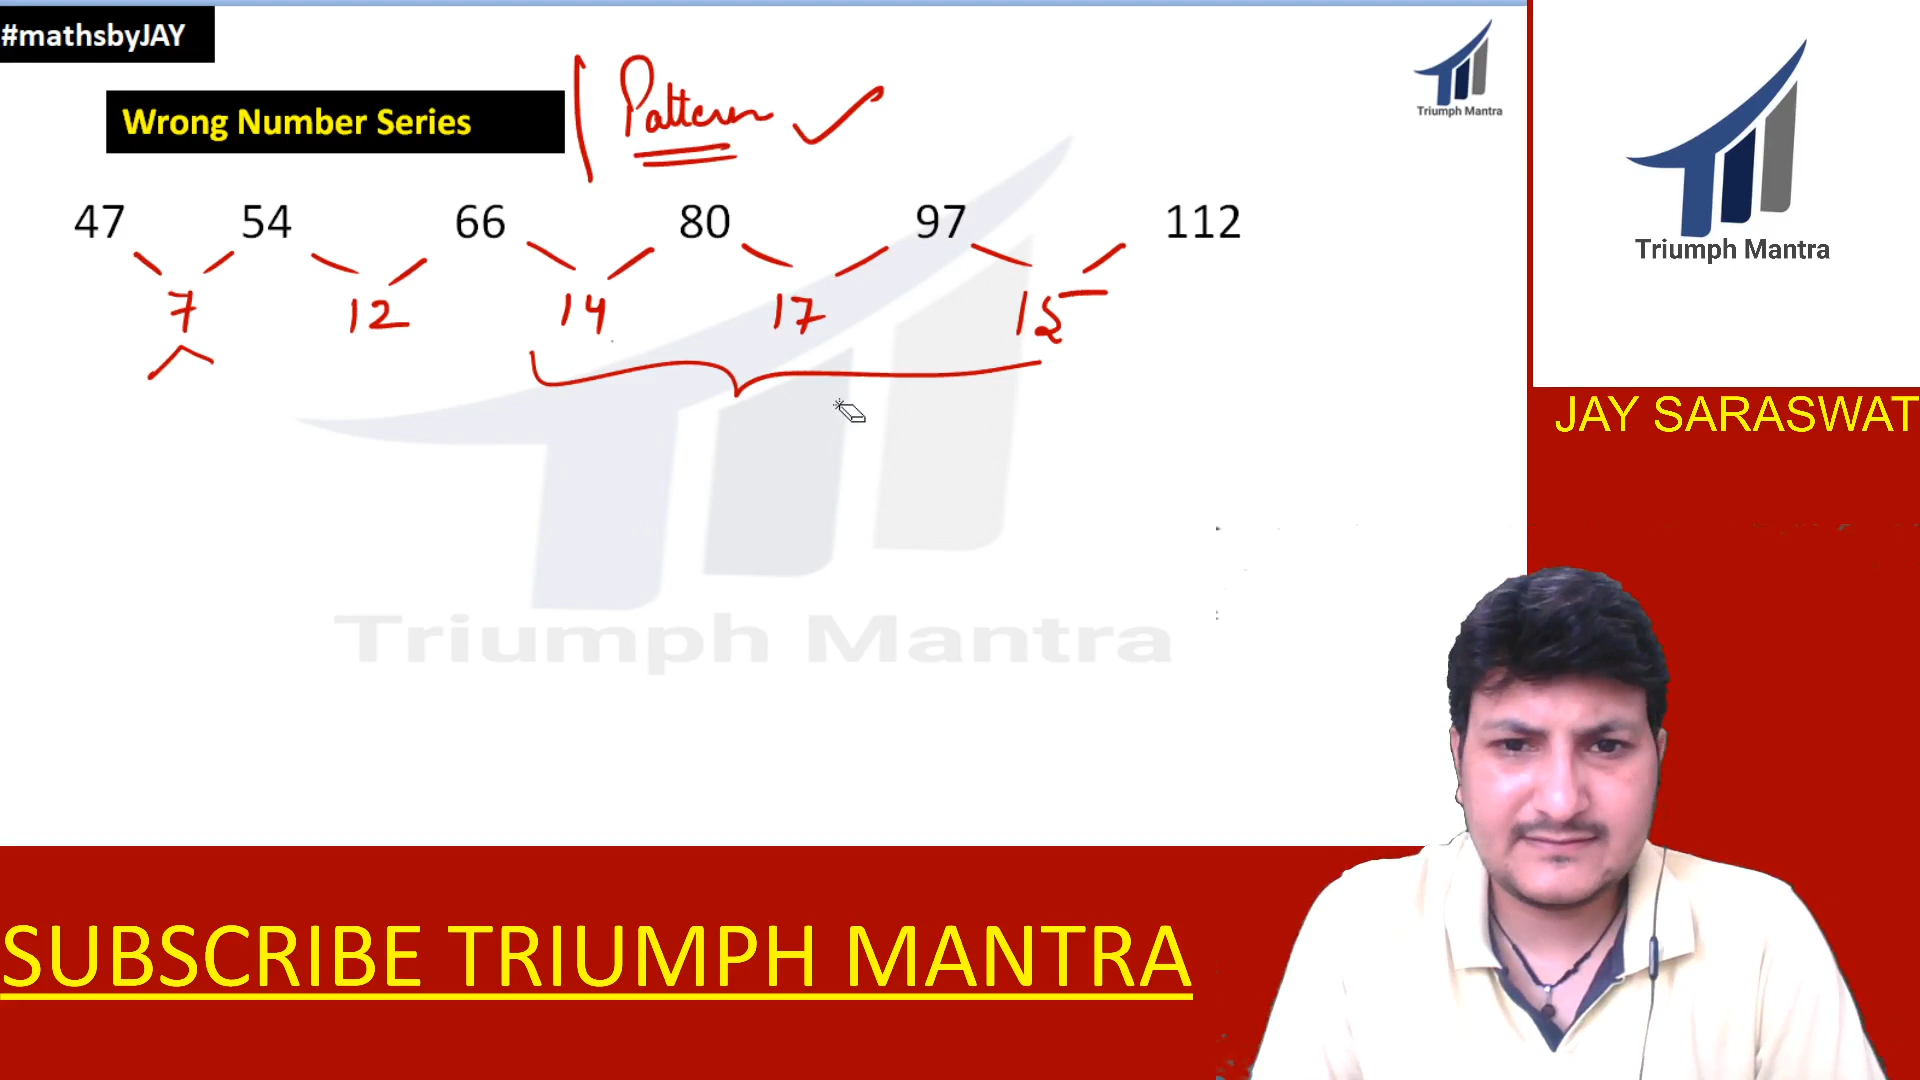 #mathsbyJAY
Wrong Number Series
Pattern
Triumph Mantra
Triumph Mantra
47 54 66 80 97 112
7 12 14 17 15
JAY SARASWAT
Triumph Mantra
SUBSCRIBE TRIUMPH MANTRA